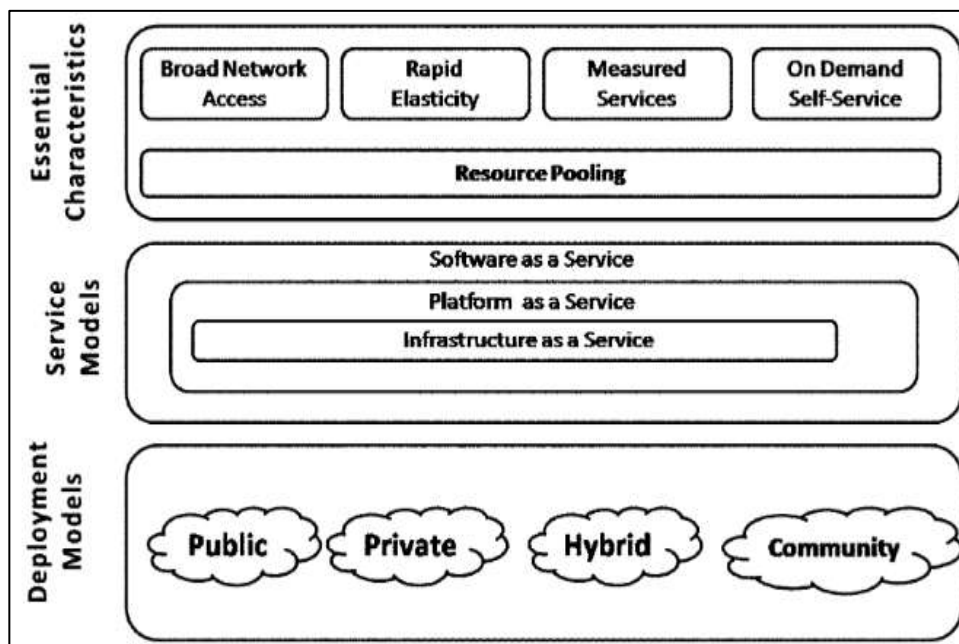 Essential
Characteristics
Broad Network
Access
Rapid
Elasticity
Measured
Services
On Demand
Self-Service
Resource Pooling
Service
Models
Software as a Service
Platform as a Service
Infrastructure as a Service
Deployment
Models
Public
Private
Hybrid
Community